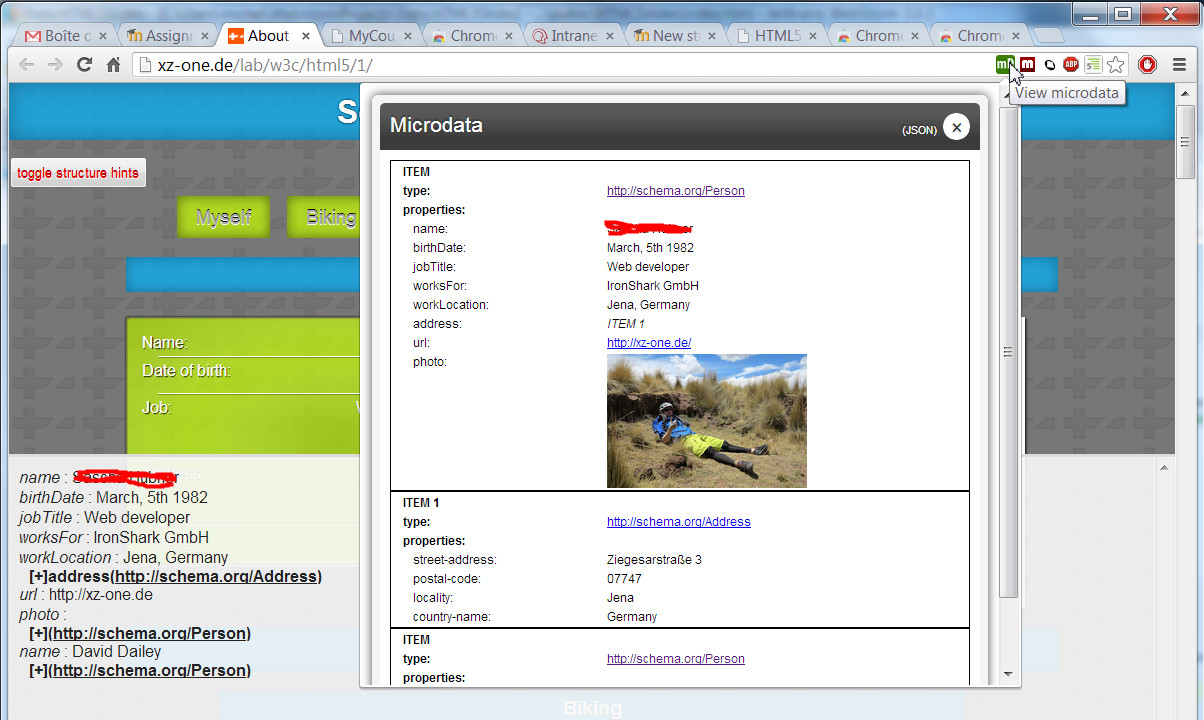 Boîte d
Assignr
About
MyCou
Chrome
Intrane
New st
HTML5
Chrome
Chrome
xz-one.de/lab/w3c/html5/1/
View microdata
S
toggle structure hints
Myself
Biking
Name:
Date of birth:
Job:
Microdata
(JSON)
ITEM
type: http://schema.org/Person
properties:
name:
birthDate: March, 5th 1982
jobTitle: Web developer
worksFor: IronShark GmbH
workLocation: Jena, Germany
address: ITEM 1
url: http://xz-one.de/
photo:
ITEM 1
type: http://schema.org/Address
properties:
street-address: Ziegesarstraße 3
postal-code: 07747
locality: Jena
country-name: Germany
ITEM
type: http://schema.org/Person
properties:
name :
birthDate : March, 5th 1982
jobTitle : Web developer
worksFor : IronShark GmbH
workLocation : Jena, Germany
[+]address(http://schema.org/Address)
url : http://xz-one.de
photo :
[+](http://schema.org/Person)
name : David Dailey
[+](http://schema.org/Person)
Biking